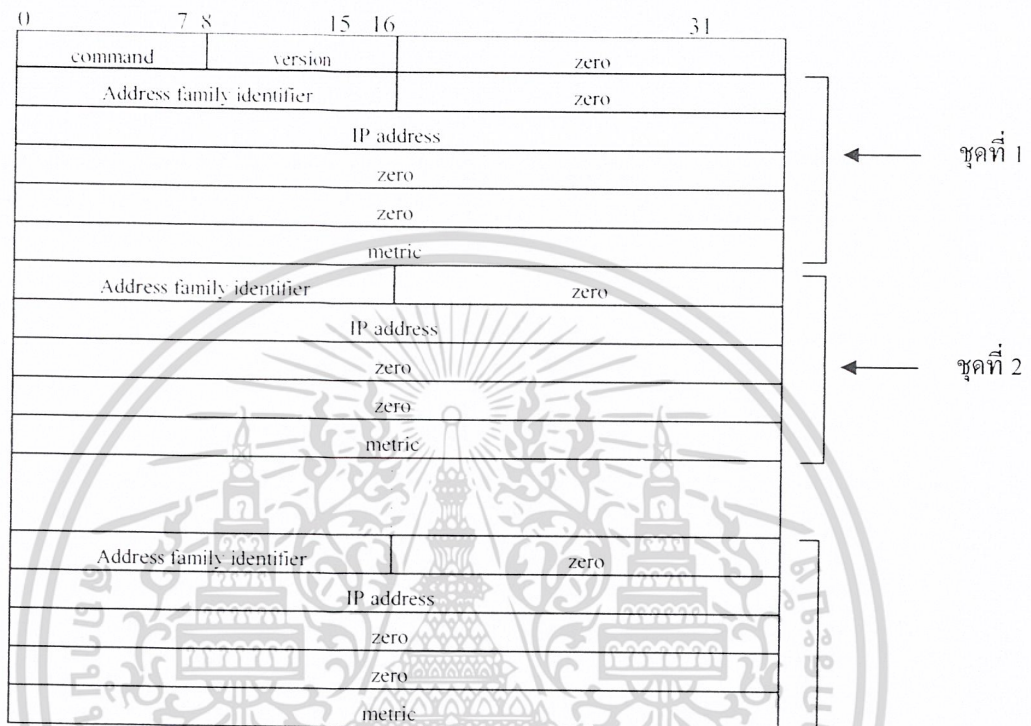 0 7 8 15 16 31
command version zero
Address family identifier zero
IP address
zero
zero
metric
ชุดที่ 1
Address family identifier zero
IP address
zero
zero
metric
ชุดที่ 2
Address family identifier zero
IP address
zero
zero
metric